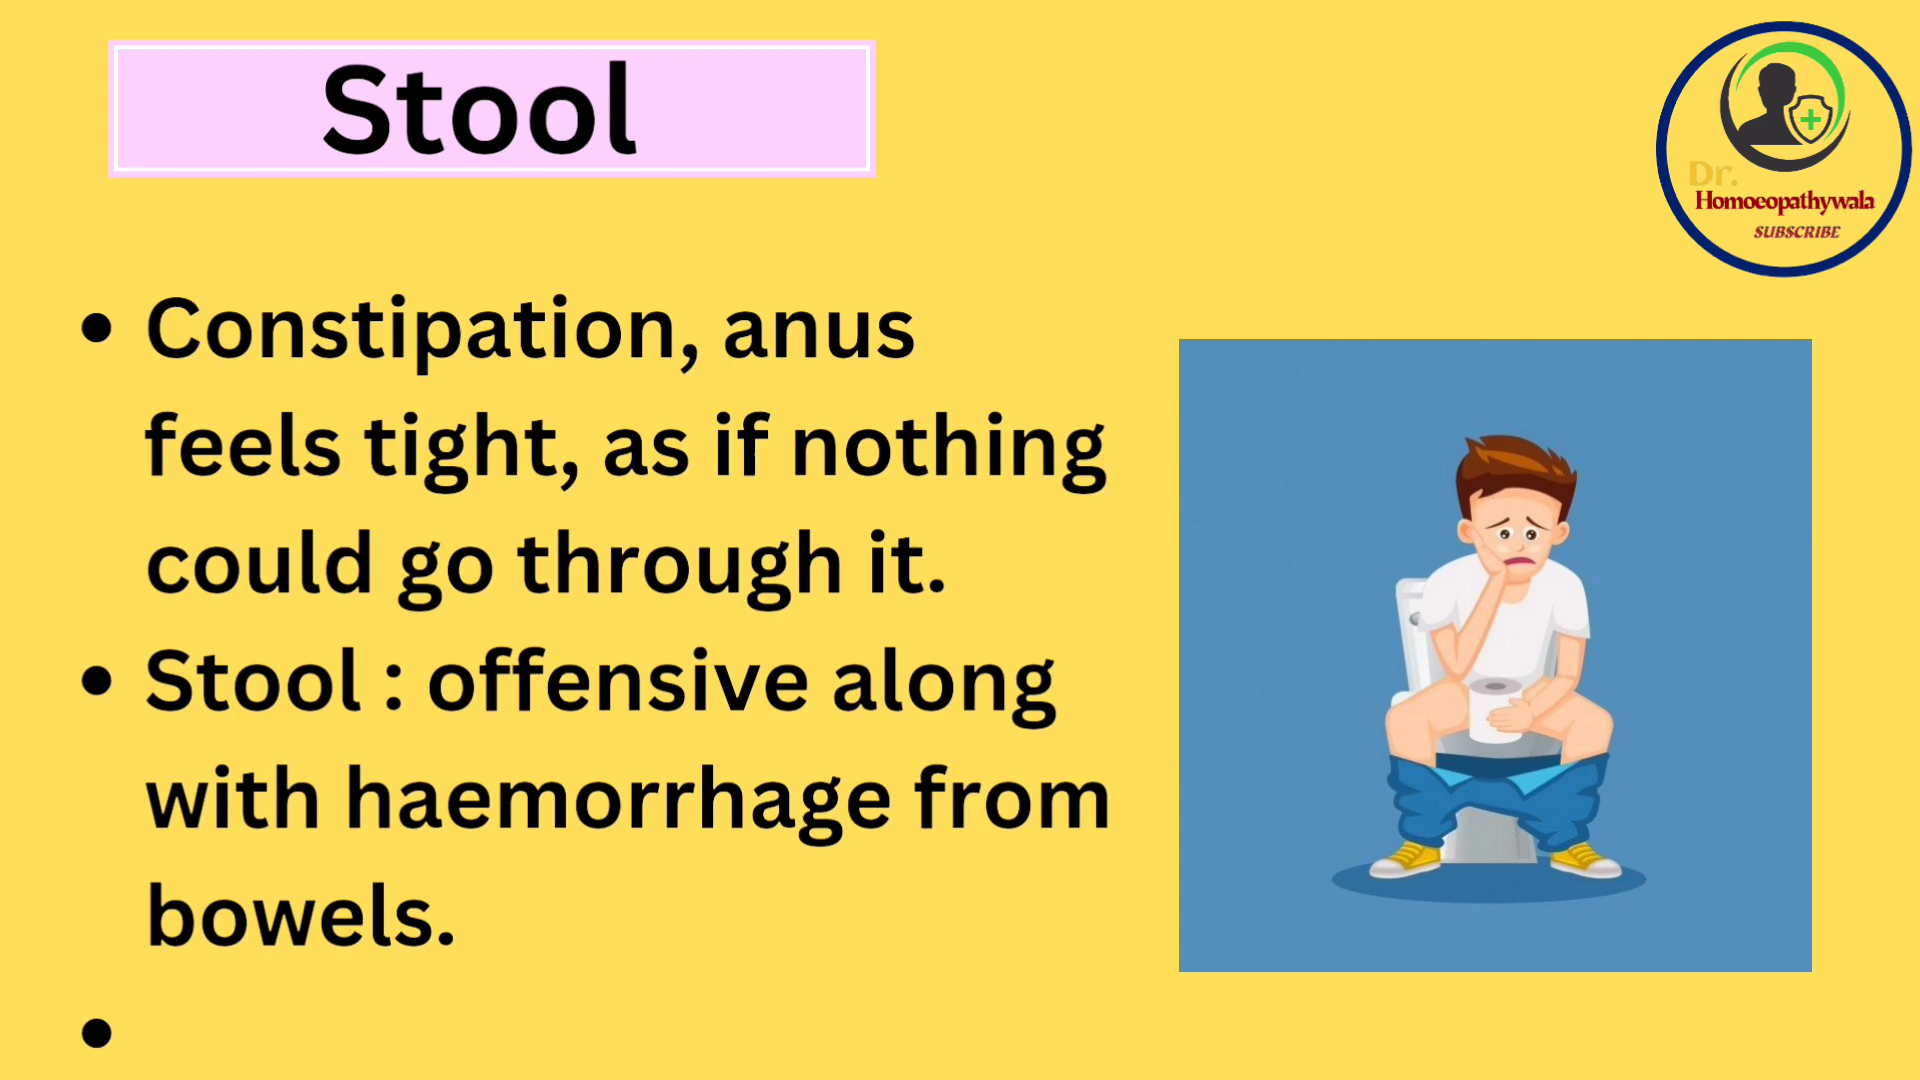 Stool
Dr.
Homoeopathywala
SUBSCRIBE
• Constipation, anus
feels tight, as if nothing
could go through it.
• Stool : offensive along
with haemorrhage from
bowels.
•